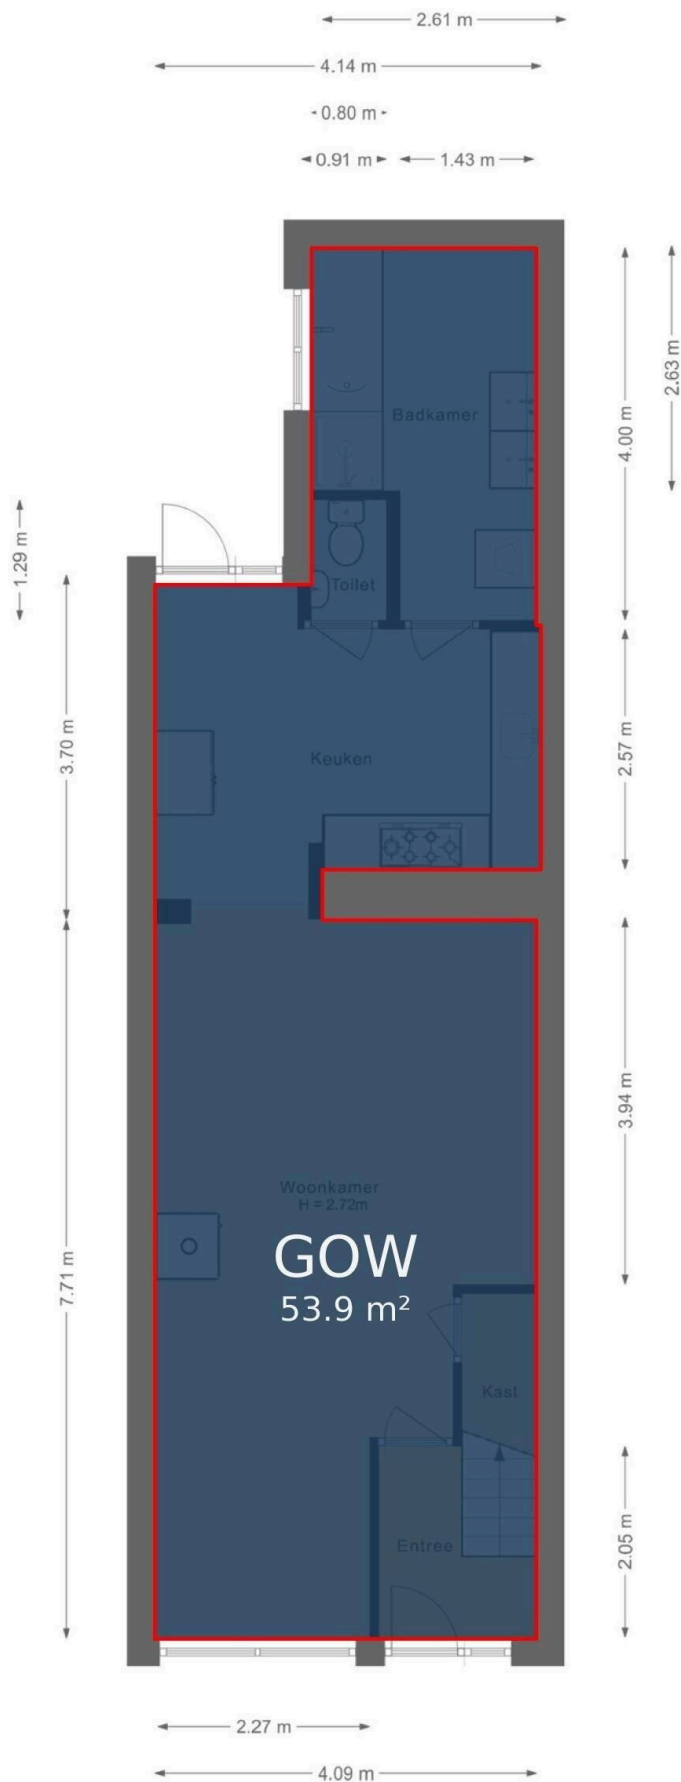 2.61 m
4.14 m
0.80 m
0.91 m
1.43 m
2.63 m
4.00 m
Badkamer
1.29 m
Toilet
3.70 m
2.57 m
Keuken
3.94 m
Woonkamer
H = 2.72m
GOW
53.9 m²
7.71 m
Kast
2.05 m
Entree
2.27 m
4.09 m